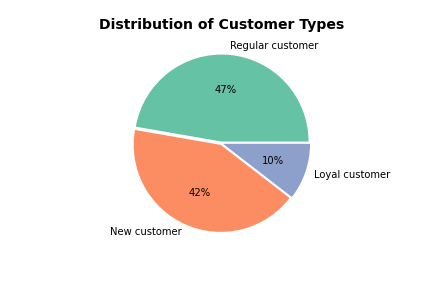 Distribution of Customer Types
Regular customer
47%
10%
Loyal customer
42%
New customer